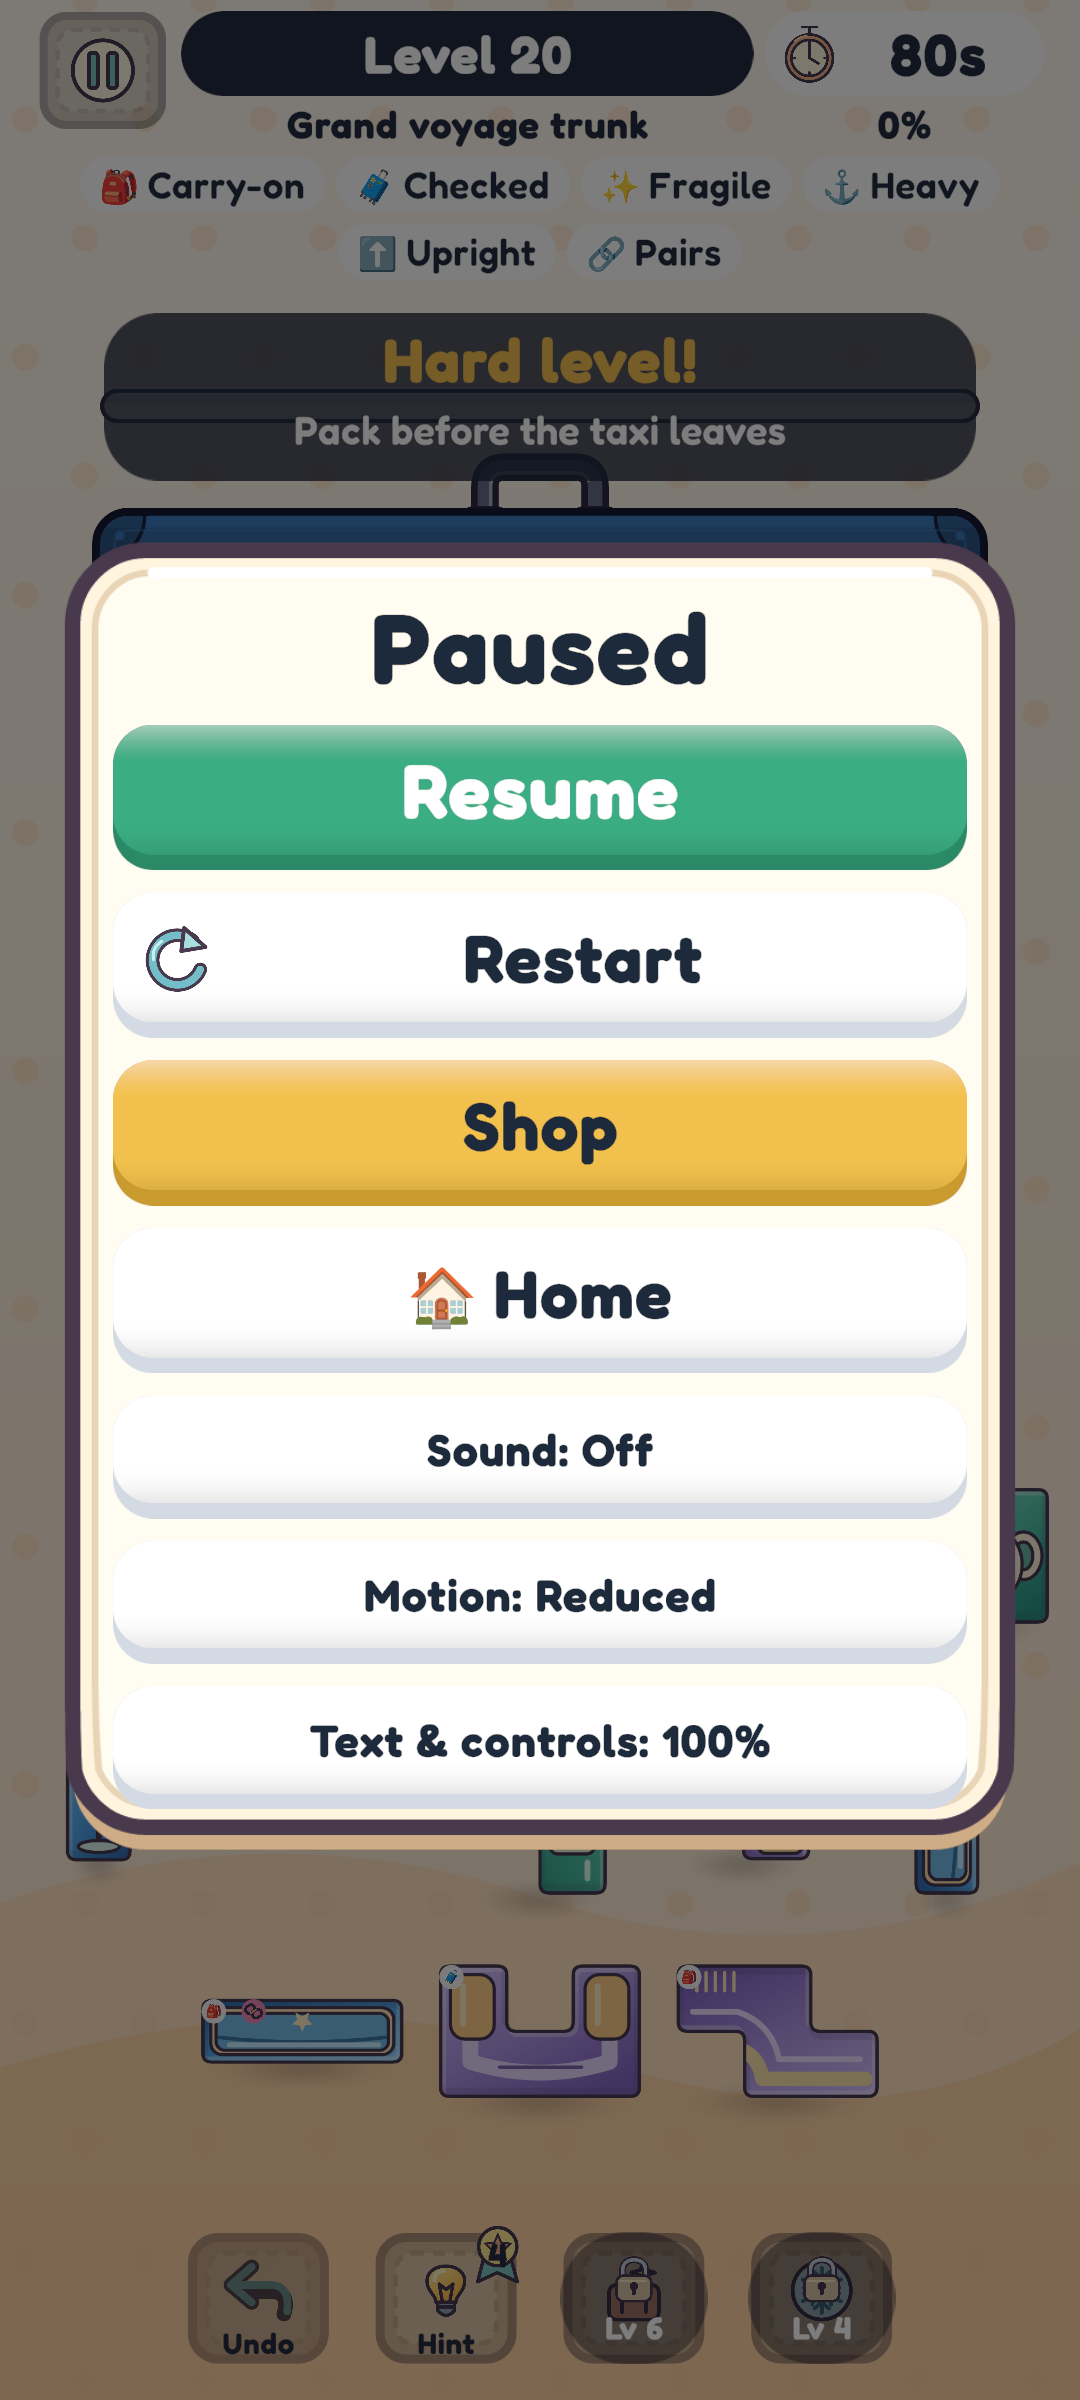 Level 20
80s
Grand voyage trunk
0%
Carry-on
Checked
Fragile
Heavy
Upright
Pairs
Hard level!
Pack before the taxi leaves
Paused
Resume
Restart
Shop
Home
Sound: Off
Motion: Reduced
Text & controls: 100%
4
Undo
Hint
Lv 6
Lv 4